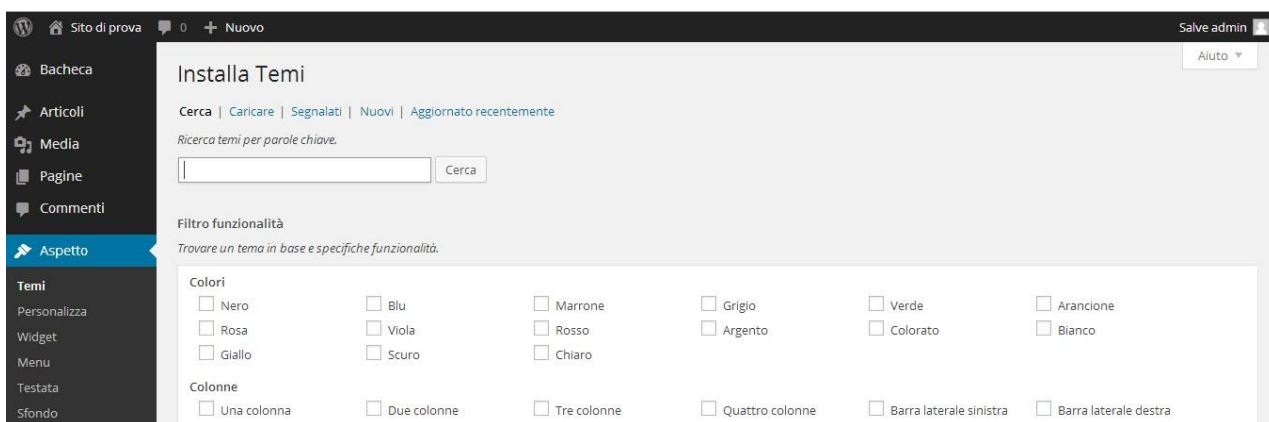 Sito di prova 0 + Nuovo Salve admin
Aiuto
Bacheca
Articoli
Media
Pagine
Commenti
Aspetto
Temi
Personalizza
Widget
Menu
Testata
Sfondo
Installa Temi
Cerca | Caricare | Segnalati | Nuovi | Aggiornato recentemente
Ricerca temi per parole chiave.
Cerca
Filtro funzionalità
Trovare un tema in base e specifiche funzionalità.
Colori
Nero Blu Marrone Grigio Verde Arancione
Rosa Viola Rosso Argento Colorato Bianco
Giallo Scuro Chiaro
Colonne
Una colonna Due colonne Tre colonne Quattro colonne Barra laterale sinistra Barra laterale destra